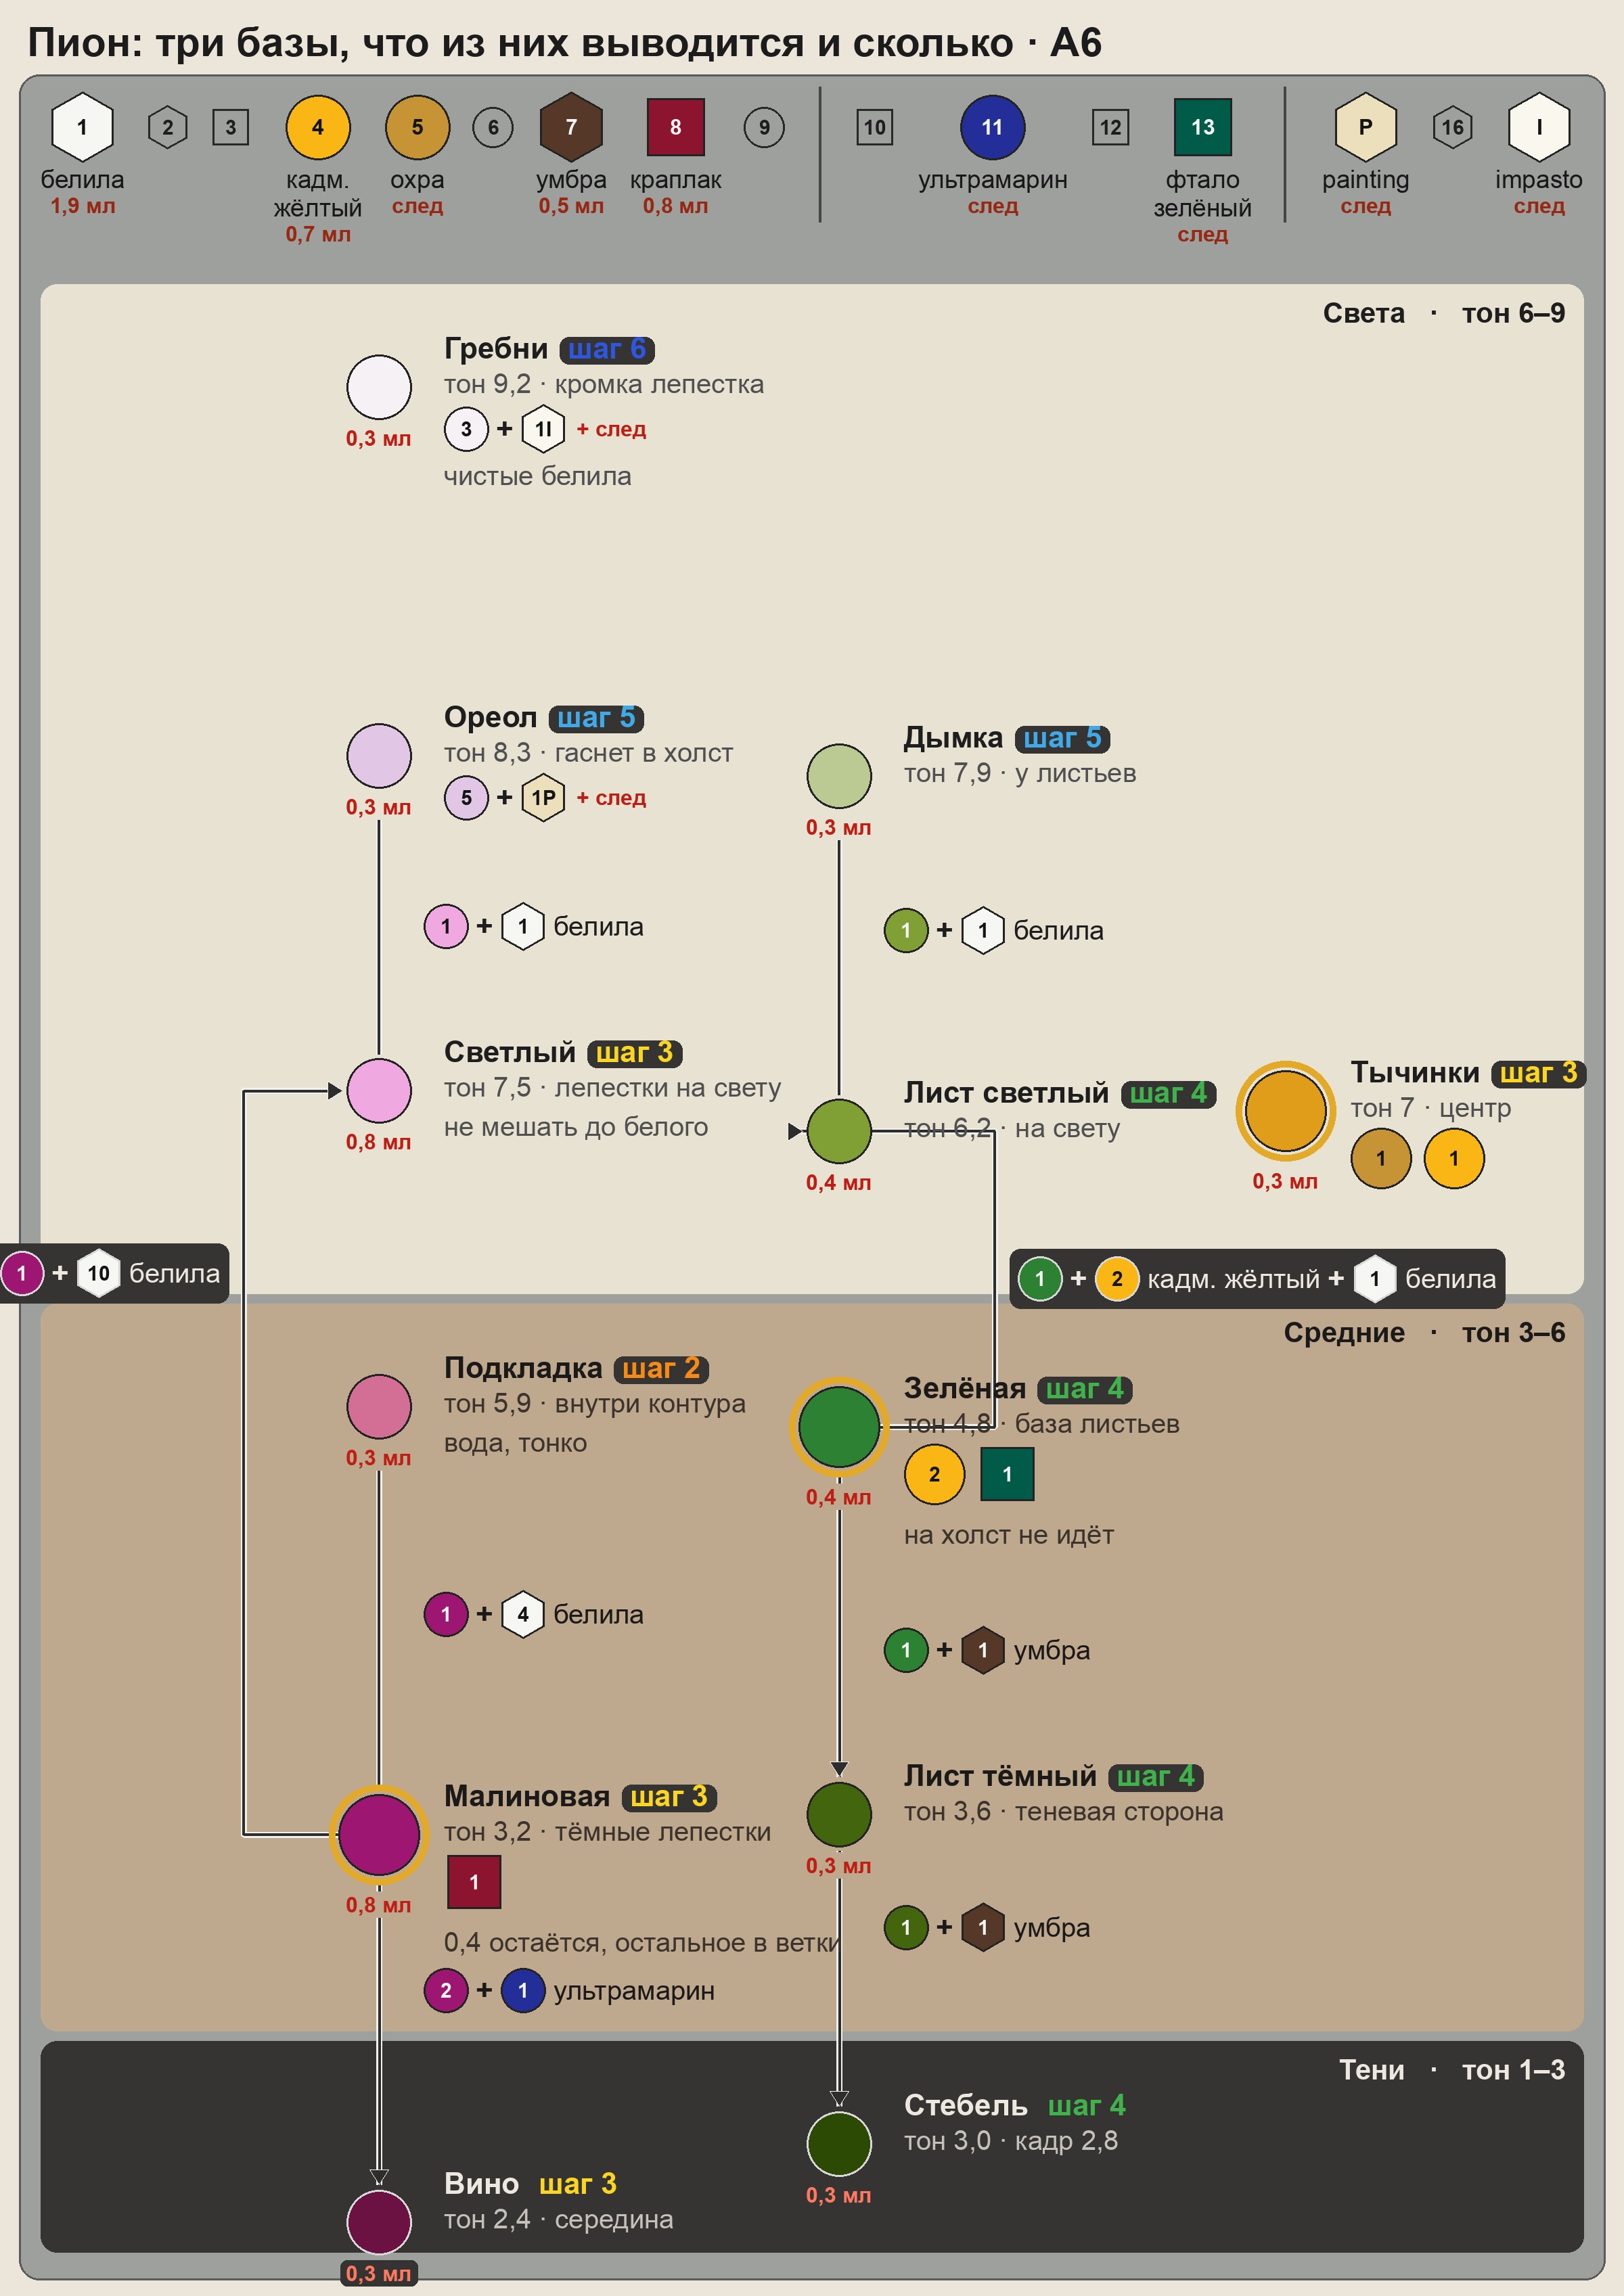 Пион: три базы, что из них выводится и сколько · А6
1 2 3 4 5 6 7 8 9 10 11 12 13 P 16 I
белила кадм. охра умбра краплак ультрамарин фтало painting impasto
1,9 мл жёлтый след 0,5 мл 0,8 мл след зелёный след след
0,7 мл след
Света · тон 6–9
Гребни шаг 6
тон 9,2 · кромка лепестка
0,3 мл 3 + 1I + след
чистые белила
Ореол шаг 5
тон 8,3 · гаснет в холст
0,3 мл 5 + 1P + след
Дымка шаг 5
тон 7,9 · у листьев
0,3 мл
1 + 1 белила
1 + 1 белила
Светлый шаг 3
тон 7,5 · лепестки на свету
не мешать до белого
0,8 мл
Лист светлый шаг 4
тон 6,2 · на свету
0,4 мл
Тычинки шаг 3
тон 7 · центр
1 1
0,3 мл
1 + 10 белила
1 + 2 кадм. жёлтый + 1 белила
Средние · тон 3–6
Подкладка шаг 2
тон 5,9 · внутри контура
вода, тонко
0,3 мл
Зелёная шаг 4
тон 4,8 · база листьев
2 1
0,4 мл
на холст не идёт
1 + 4 белила
1 + 1 умбра
Малиновая шаг 3
тон 3,2 · тёмные лепестки
1
0,8 мл
0,4 остаётся, остальное в ветки
2 + 1 ультрамарин
Лист тёмный шаг 4
тон 3,6 · теневая сторона
0,3 мл
1 + 1 умбра
Тени · тон 1–3
Стебель шаг 4
тон 3,0 · кадр 2,8
0,3 мл
Вино шаг 3
тон 2,4 · середина
0,3 мл